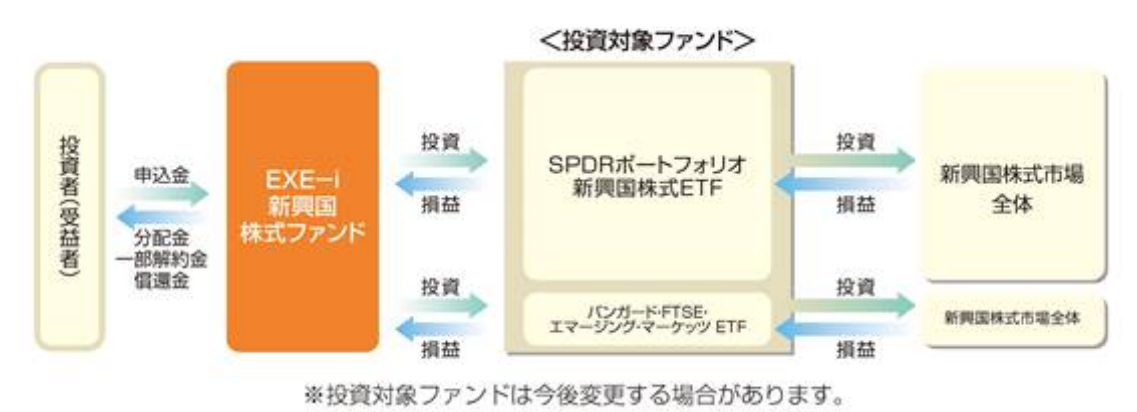 ＜投資対象ファンド＞
投資者(受益者)
申込金
分配金
一部解約金
償還金
EXE-i
新興国
株式ファンド
投資
損益
投資
損益
SPDRポートフォリオ
新興国株式ETF
バンガード・FTSE・
エマージング・マーケッツ ETF
投資
損益
投資
損益
新興国株式市場
全体
新興国株式市場全体
※投資対象ファンドは今後変更する場合があります。